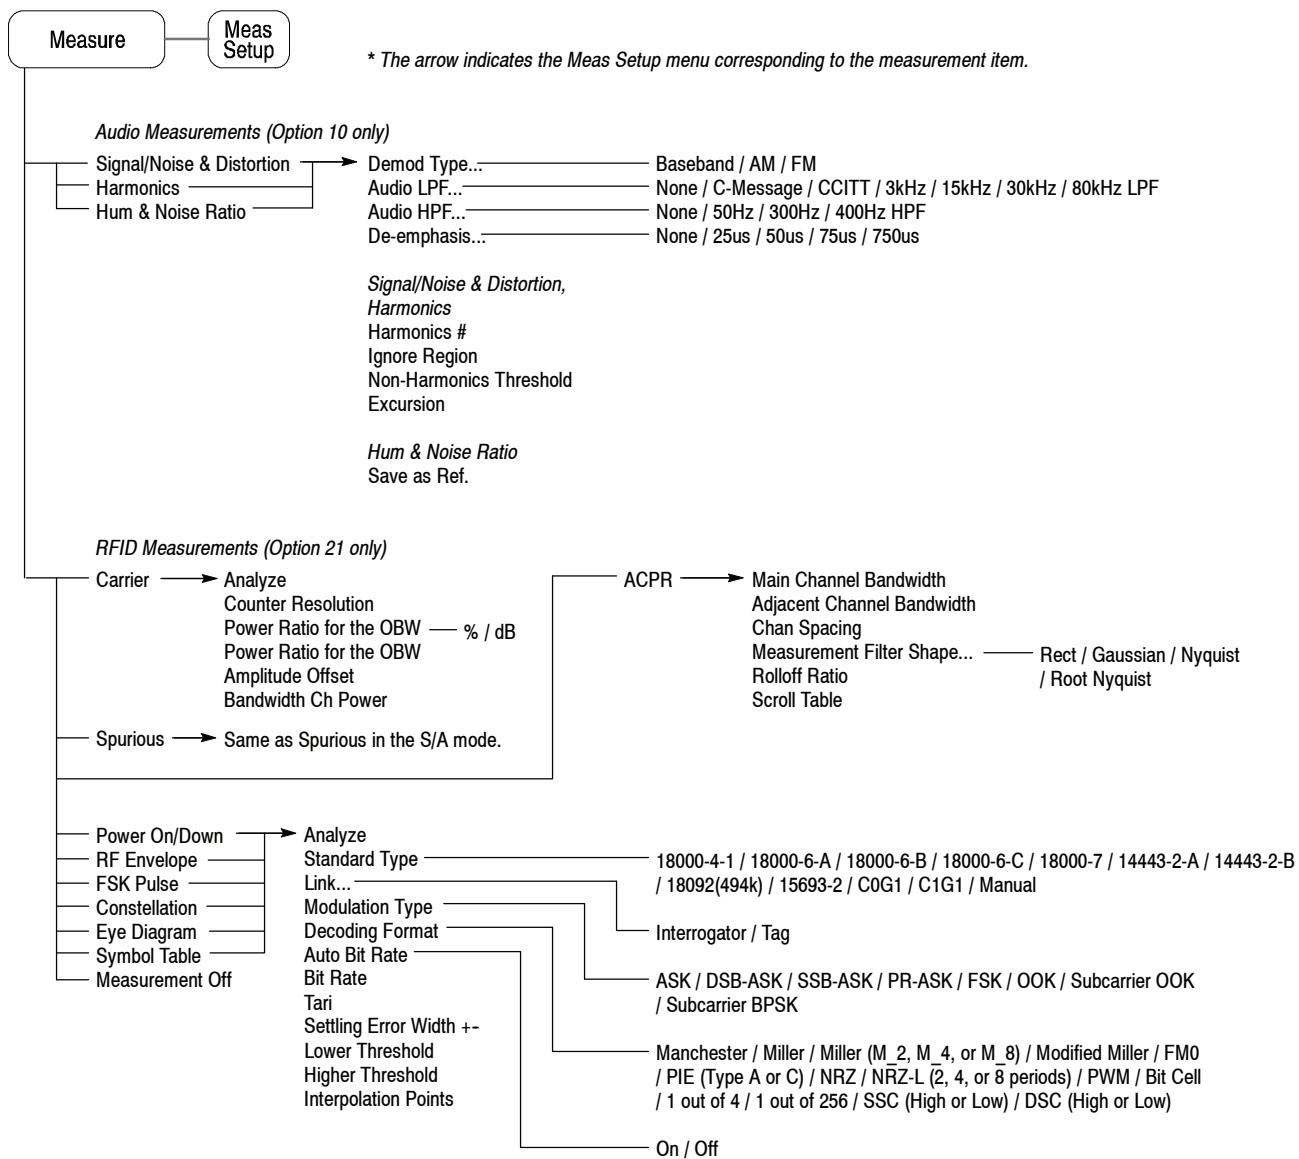 Measure
Meas
Setup
* The arrow indicates the Meas Setup menu corresponding to the measurement item.
Audio Measurements (Option 10 only)
Signal/Noise & Distortion
Harmonics
Hum & Noise Ratio
Demod Type...
Baseband / AM / FM
Audio LPF...
None / C-Message / CCITT / 3kHz / 15kHz / 30kHz / 80kHz LPF
Audio HPF...
None / 50Hz / 300Hz / 400Hz HPF
De-emphasis...
None / 25us / 50us / 75us / 750us
Signal/Noise & Distortion,
Harmonics
Harmonics #
Ignore Region
Non-Harmonics Threshold
Excursion
Hum & Noise Ratio
Save as Ref.
RFID Measurements (Option 21 only)
Carrier
Analyze
Counter Resolution
Power Ratio for the OBW
% / dB
Power Ratio for the OBW
Amplitude Offset
Bandwidth Ch Power
ACPR
Main Channel Bandwidth
Adjacent Channel Bandwidth
Chan Spacing
Measurement Filter Shape...
Rect / Gaussian / Nyquist
/ Root Nyquist
Rolloff Ratio
Scroll Table
Spurious
Same as Spurious in the S/A mode.
Power On/Down
RF Envelope
FSK Pulse
Constellation
Eye Diagram
Symbol Table
Measurement Off
Analyze
Standard Type
Link...
Modulation Type
Decoding Format
Auto Bit Rate
Bit Rate
Tari
Settling Error Width +-
Lower Threshold
Higher Threshold
Interpolation Points
18000-4-1 / 18000-6-A / 18000-6-B / 18000-6-C / 18000-7 / 14443-2-A / 14443-2-B
/ 18092(494k) / 15693-2 / C0G1 / C1G1 / Manual
Interrogator / Tag
ASK / DSB-ASK / SSB-ASK / PR-ASK / FSK / OOK / Subcarrier OOK
/ Subcarrier BPSK
Manchester / Miller / Miller (M_2, M_4, or M_8) / Modified Miller / FM0
/ PIE (Type A or C) / NRZ / NRZ-L (2, 4, or 8 periods) / PWM / Bit Cell
/ 1 out of 4 / 1 out of 256 / SSC (High or Low) / DSC (High or Low)
On / Off